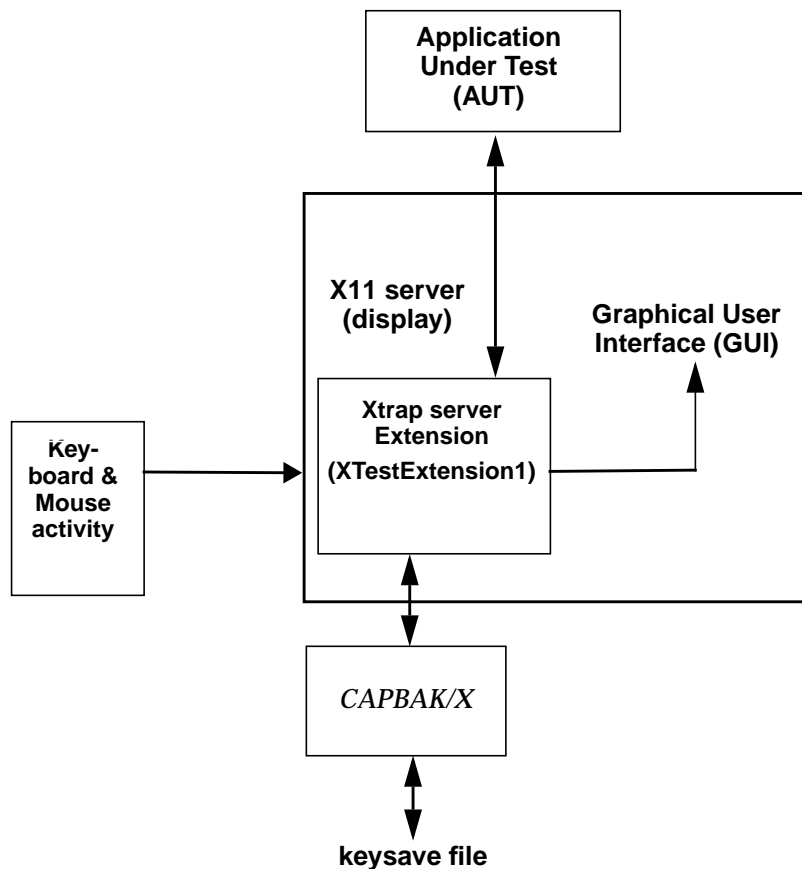 Application
Under Test
(AUT)
X11 server
(display)
Graphical User
Interface (GUI)
Xtrap server
Extension
(XTestExtension1)
Key-
board &
Mouse
activity
CAPBAK/X
keysave file